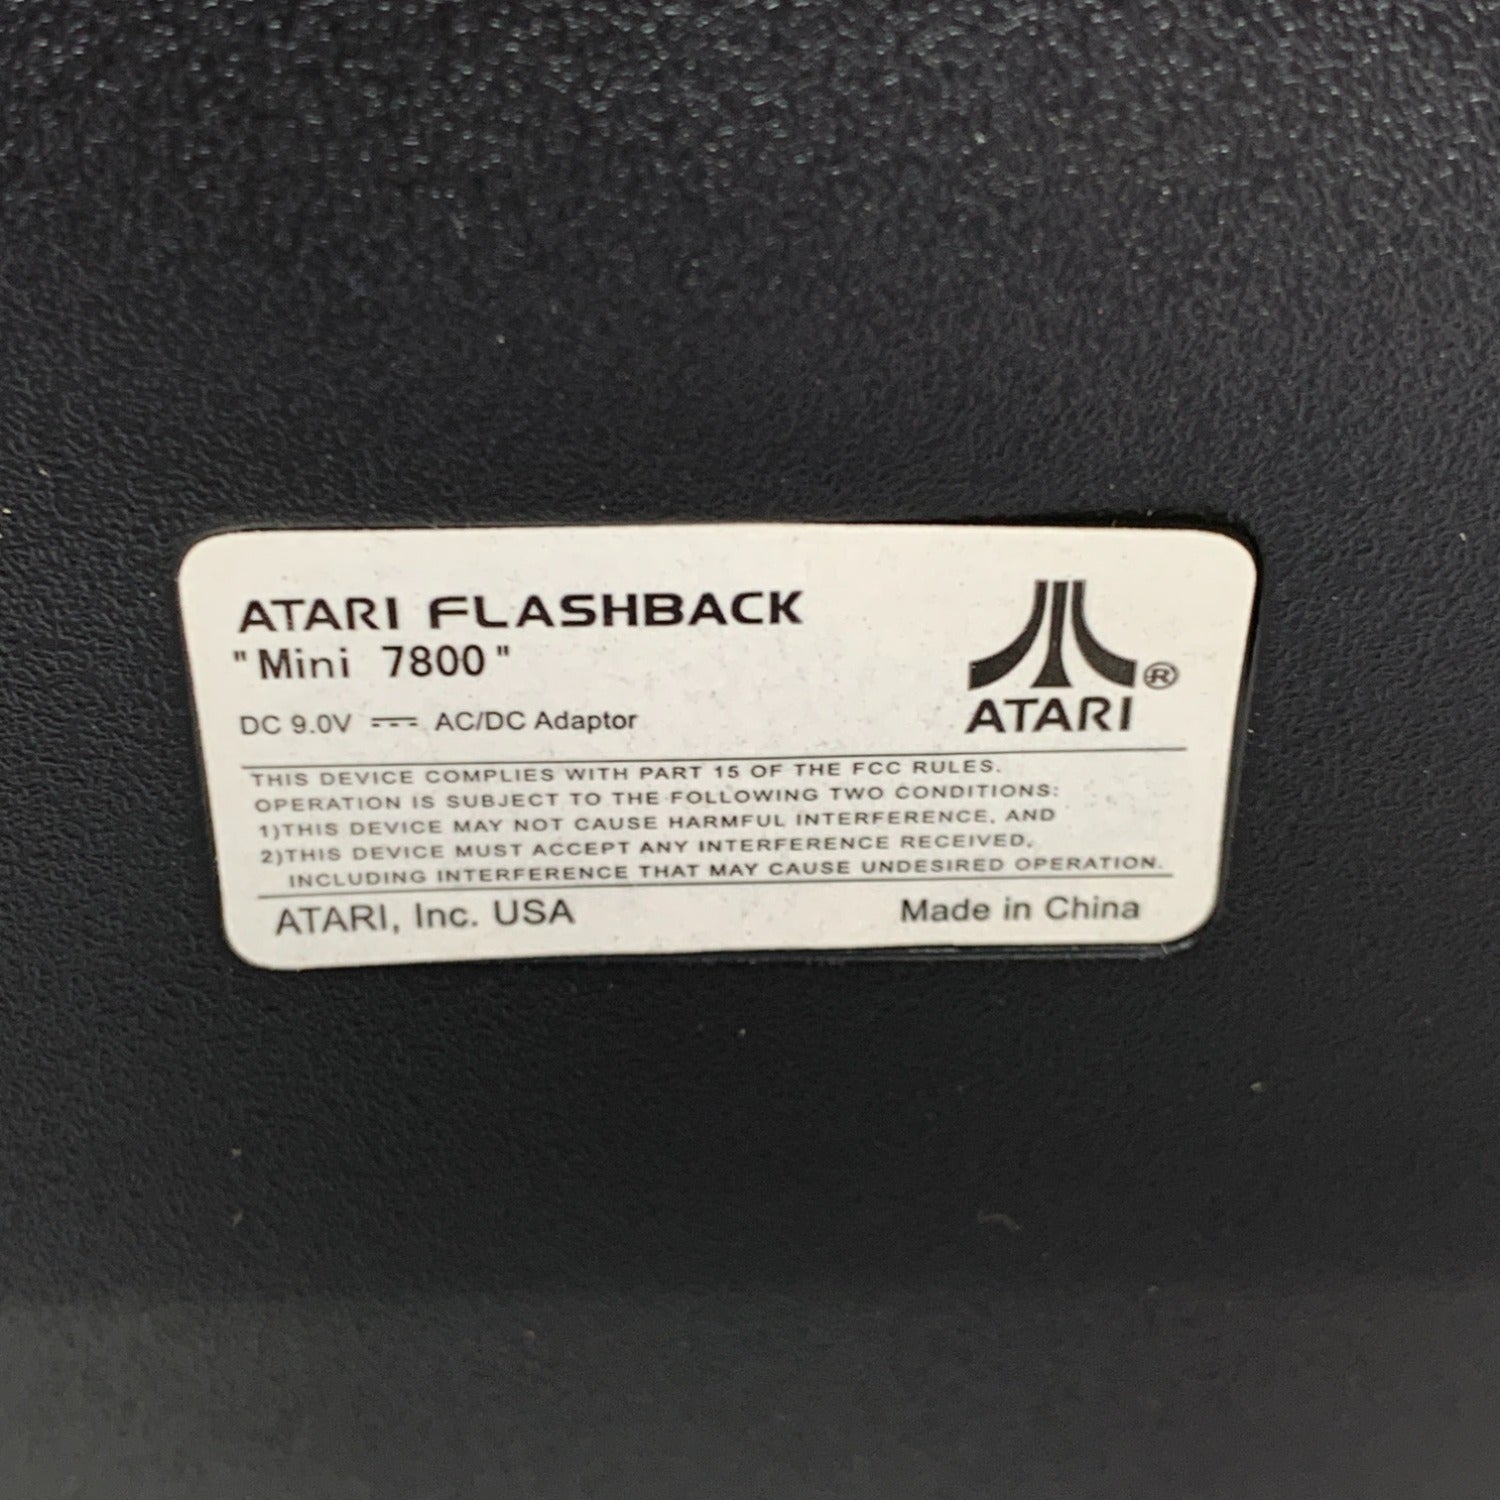 ATARI FLASHBACK
"Mini 7800"
DC 9.0V ⎓ AC/DC Adaptor
ATARI®
THIS DEVICE COMPLIES WITH PART 15 OF THE FCC RULES.
OPERATION IS SUBJECT TO THE FOLLOWING TWO CONDITIONS:
1)THIS DEVICE MAY NOT CAUSE HARMFUL INTERFERENCE, AND
2)THIS DEVICE MUST ACCEPT ANY INTERFERENCE RECEIVED,
INCLUDING INTERFERENCE THAT MAY CAUSE UNDESIRED OPERATION.
ATARI, Inc. USA
Made in China